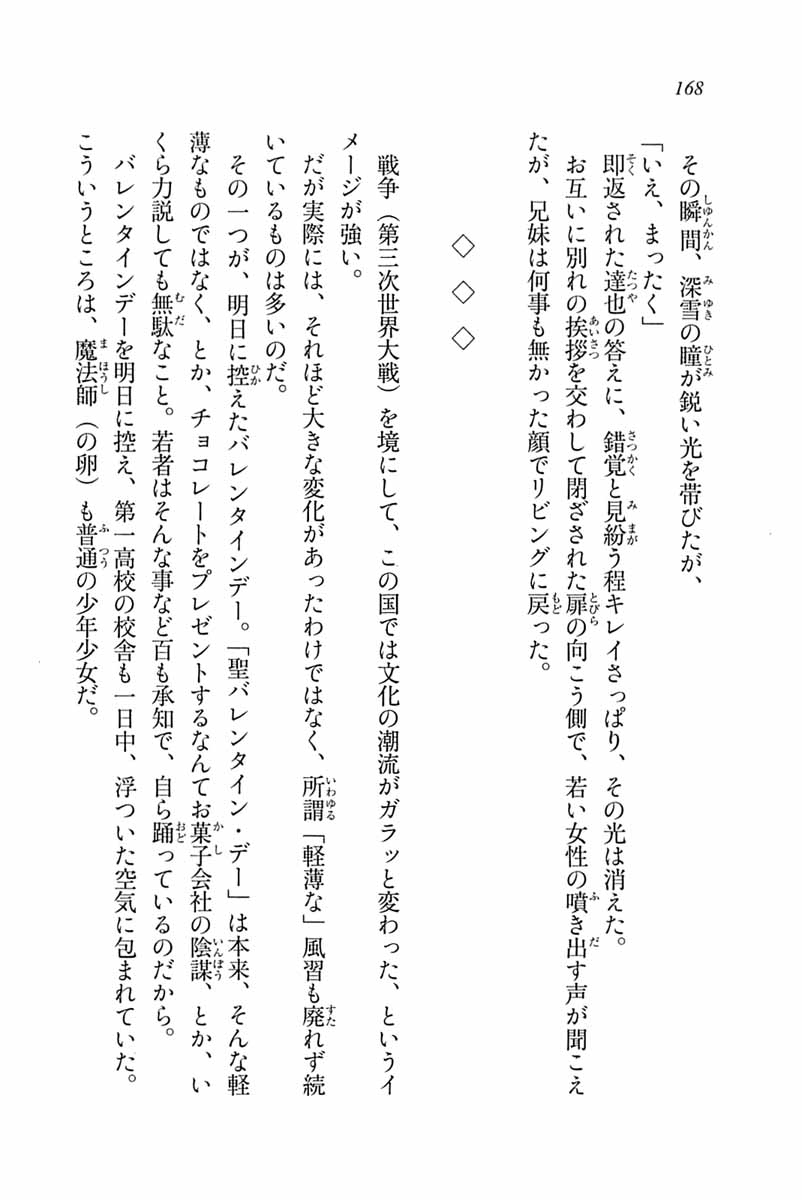 168
その瞬間、深雪の瞳が鋭い光を帯びたが、
「いえ、まったく」
即返された達也の答えに、錯覚と見紛う程キレイさっぱり、その光は消えた。
お互いに別れの挨拶を交わして閉ざされた扉の向こう側で、若い女性の噴き出す声が聞こえ
たが、兄妹は何事も無かった顔でリビングに戻った。
◇ ◇ ◇
戦争（第三次世界大戦）を境にして、この国では文化の潮流がガラッと変わった、というイ
メージが強い。
だが実際には、それほど大きな変化があったわけではなく、所謂「軽薄な」風習も廃れず続
いているものは多いのだ。
その一つが、明日に控えたバレンタインデー。「聖バレンタイン・デー」は本来、そんな軽
薄なものではなく、とか、チョコレートをプレゼントするなんてお菓子会社の陰謀、とか、い
くら力説しても無駄なこと。若者はそんな事など百も承知で、自ら踊っているのだから。
バレンタインデーを明日に控え、第一高校の校舎も一日中、浮ついた空気に包まれていた。
こういうところは、魔法師（の卵）も普通の少年少女だ。